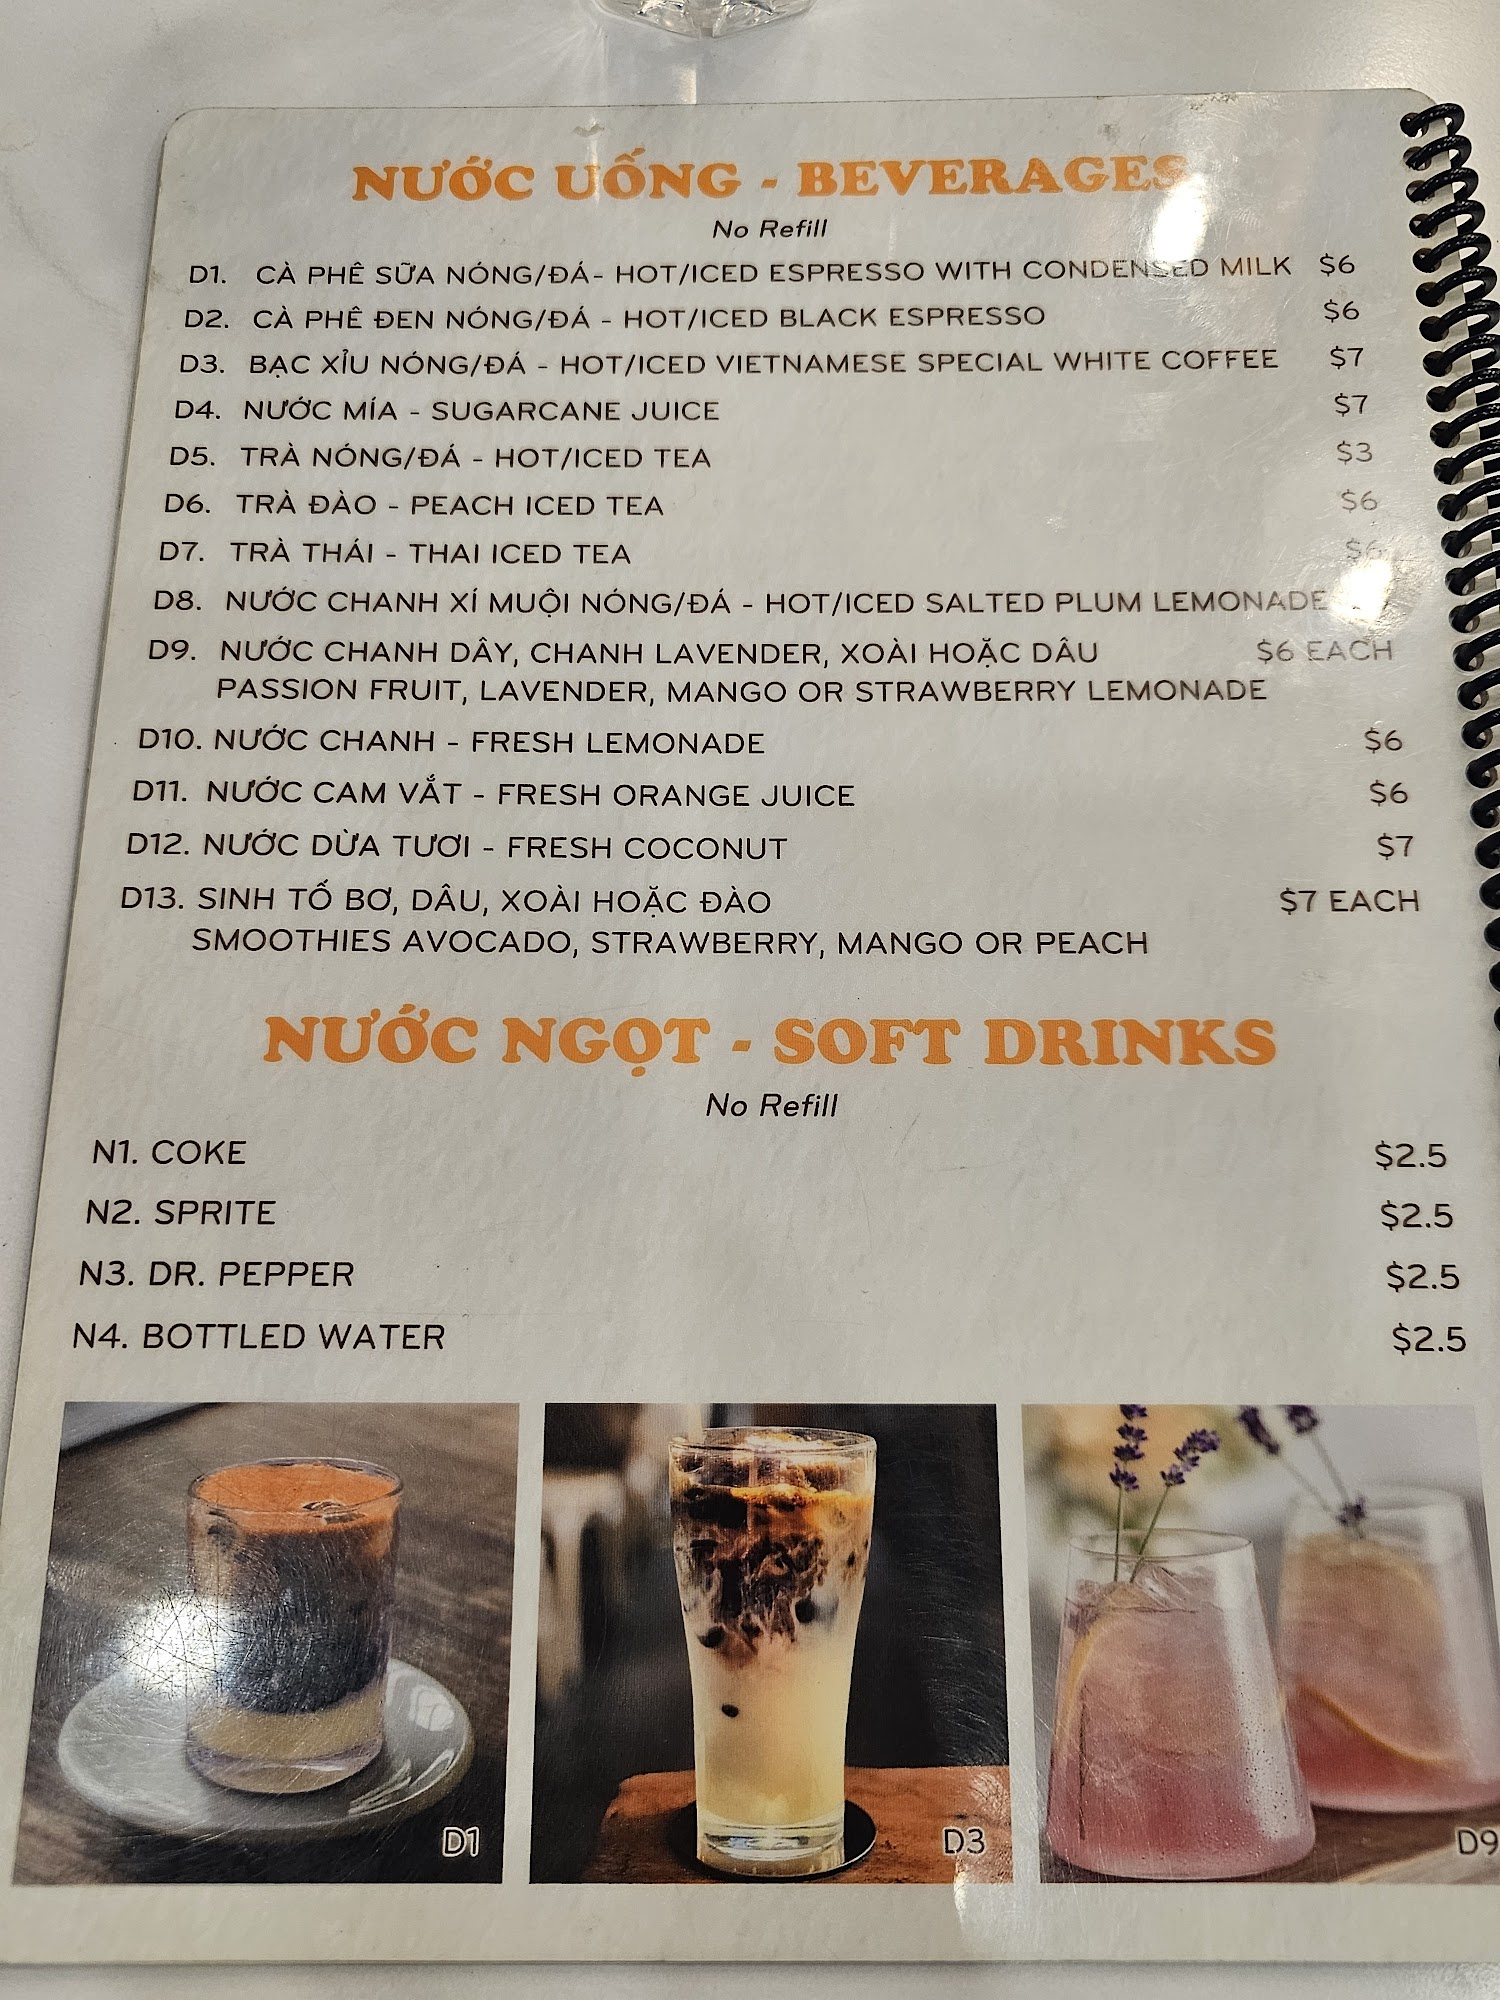 NƯỚC UỐNG - BEVERAGES
No Refill
D1. CÀ PHÊ SỮA NÓNG/ĐÁ- HOT/ICED ESPRESSO WITH CONDENSED MILK $6
D2. CÀ PHÊ ĐEN NÓNG/ĐÁ - HOT/ICED BLACK ESPRESSO $6
D3. BẠC XỈU NÓNG/ĐÁ - HOT/ICED VIETNAMESE SPECIAL WHITE COFFEE $7
D4. NƯỚC MÍA - SUGARCANE JUICE $7
D5. TRÀ NÓNG/ĐÁ - HOT/ICED TEA $3
D6. TRÀ ĐÀO - PEACH ICED TEA $6
D7. TRÀ THÁI - THAI ICED TEA $6
D8. NƯỚC CHANH XÍ MUỘI NÓNG/ĐÁ - HOT/ICED SALTED PLUM LEMONADE
D9. NƯỚC CHANH DÂY, CHANH LAVENDER, XOÀI HOẶC DÂU $6 EACH
PASSION FRUIT, LAVENDER, MANGO OR STRAWBERRY LEMONADE
D10. NƯỚC CHANH - FRESH LEMONADE $6
D11. NƯỚC CAM VẮT - FRESH ORANGE JUICE $6
D12. NƯỚC DỪA TƯƠI - FRESH COCONUT $7
D13. SINH TỐ BƠ, DÂU, XOÀI HOẶC ĐÀO $7 EACH
SMOOTHIES AVOCADO, STRAWBERRY, MANGO OR PEACH
NƯỚC NGỌT - SOFT DRINKS
No Refill
N1. COKE $2.5
N2. SPRITE $2.5
N3. DR. PEPPER $2.5
N4. BOTTLED WATER $2.5
D1
D3
D9